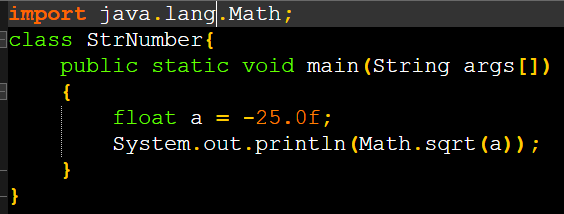 import java.lang.Math;
class StrNumber{
    public static void main(String args[])
    {
        float a = -25.0f;
        System.out.println(Math.sqrt(a));
    }
}